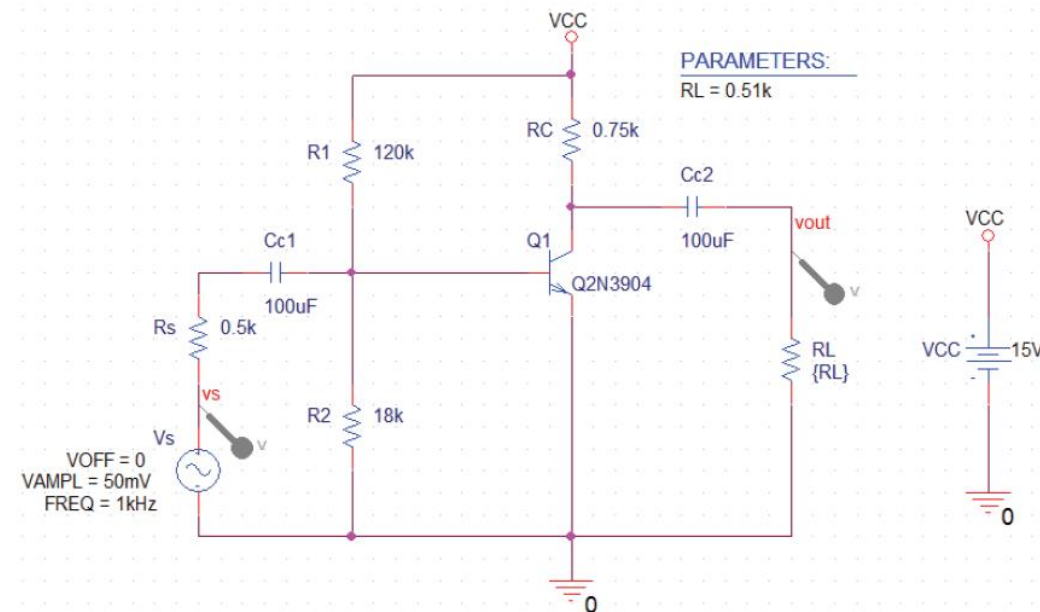 VCC
PARAMETERS:
RL = 0.51k
RC 0.75k
R1 120k
Cc2
100uF
vout
V
VCC
Cc1
100uF
Q1
Q2N3904
Rs 0.5k
RL
{RL}
VCC
+
15V
-
vs
V
R2 18k
Vs
+
-
VOFF = 0
VAMPL = 50mV
FREQ = 1kHz
0
0